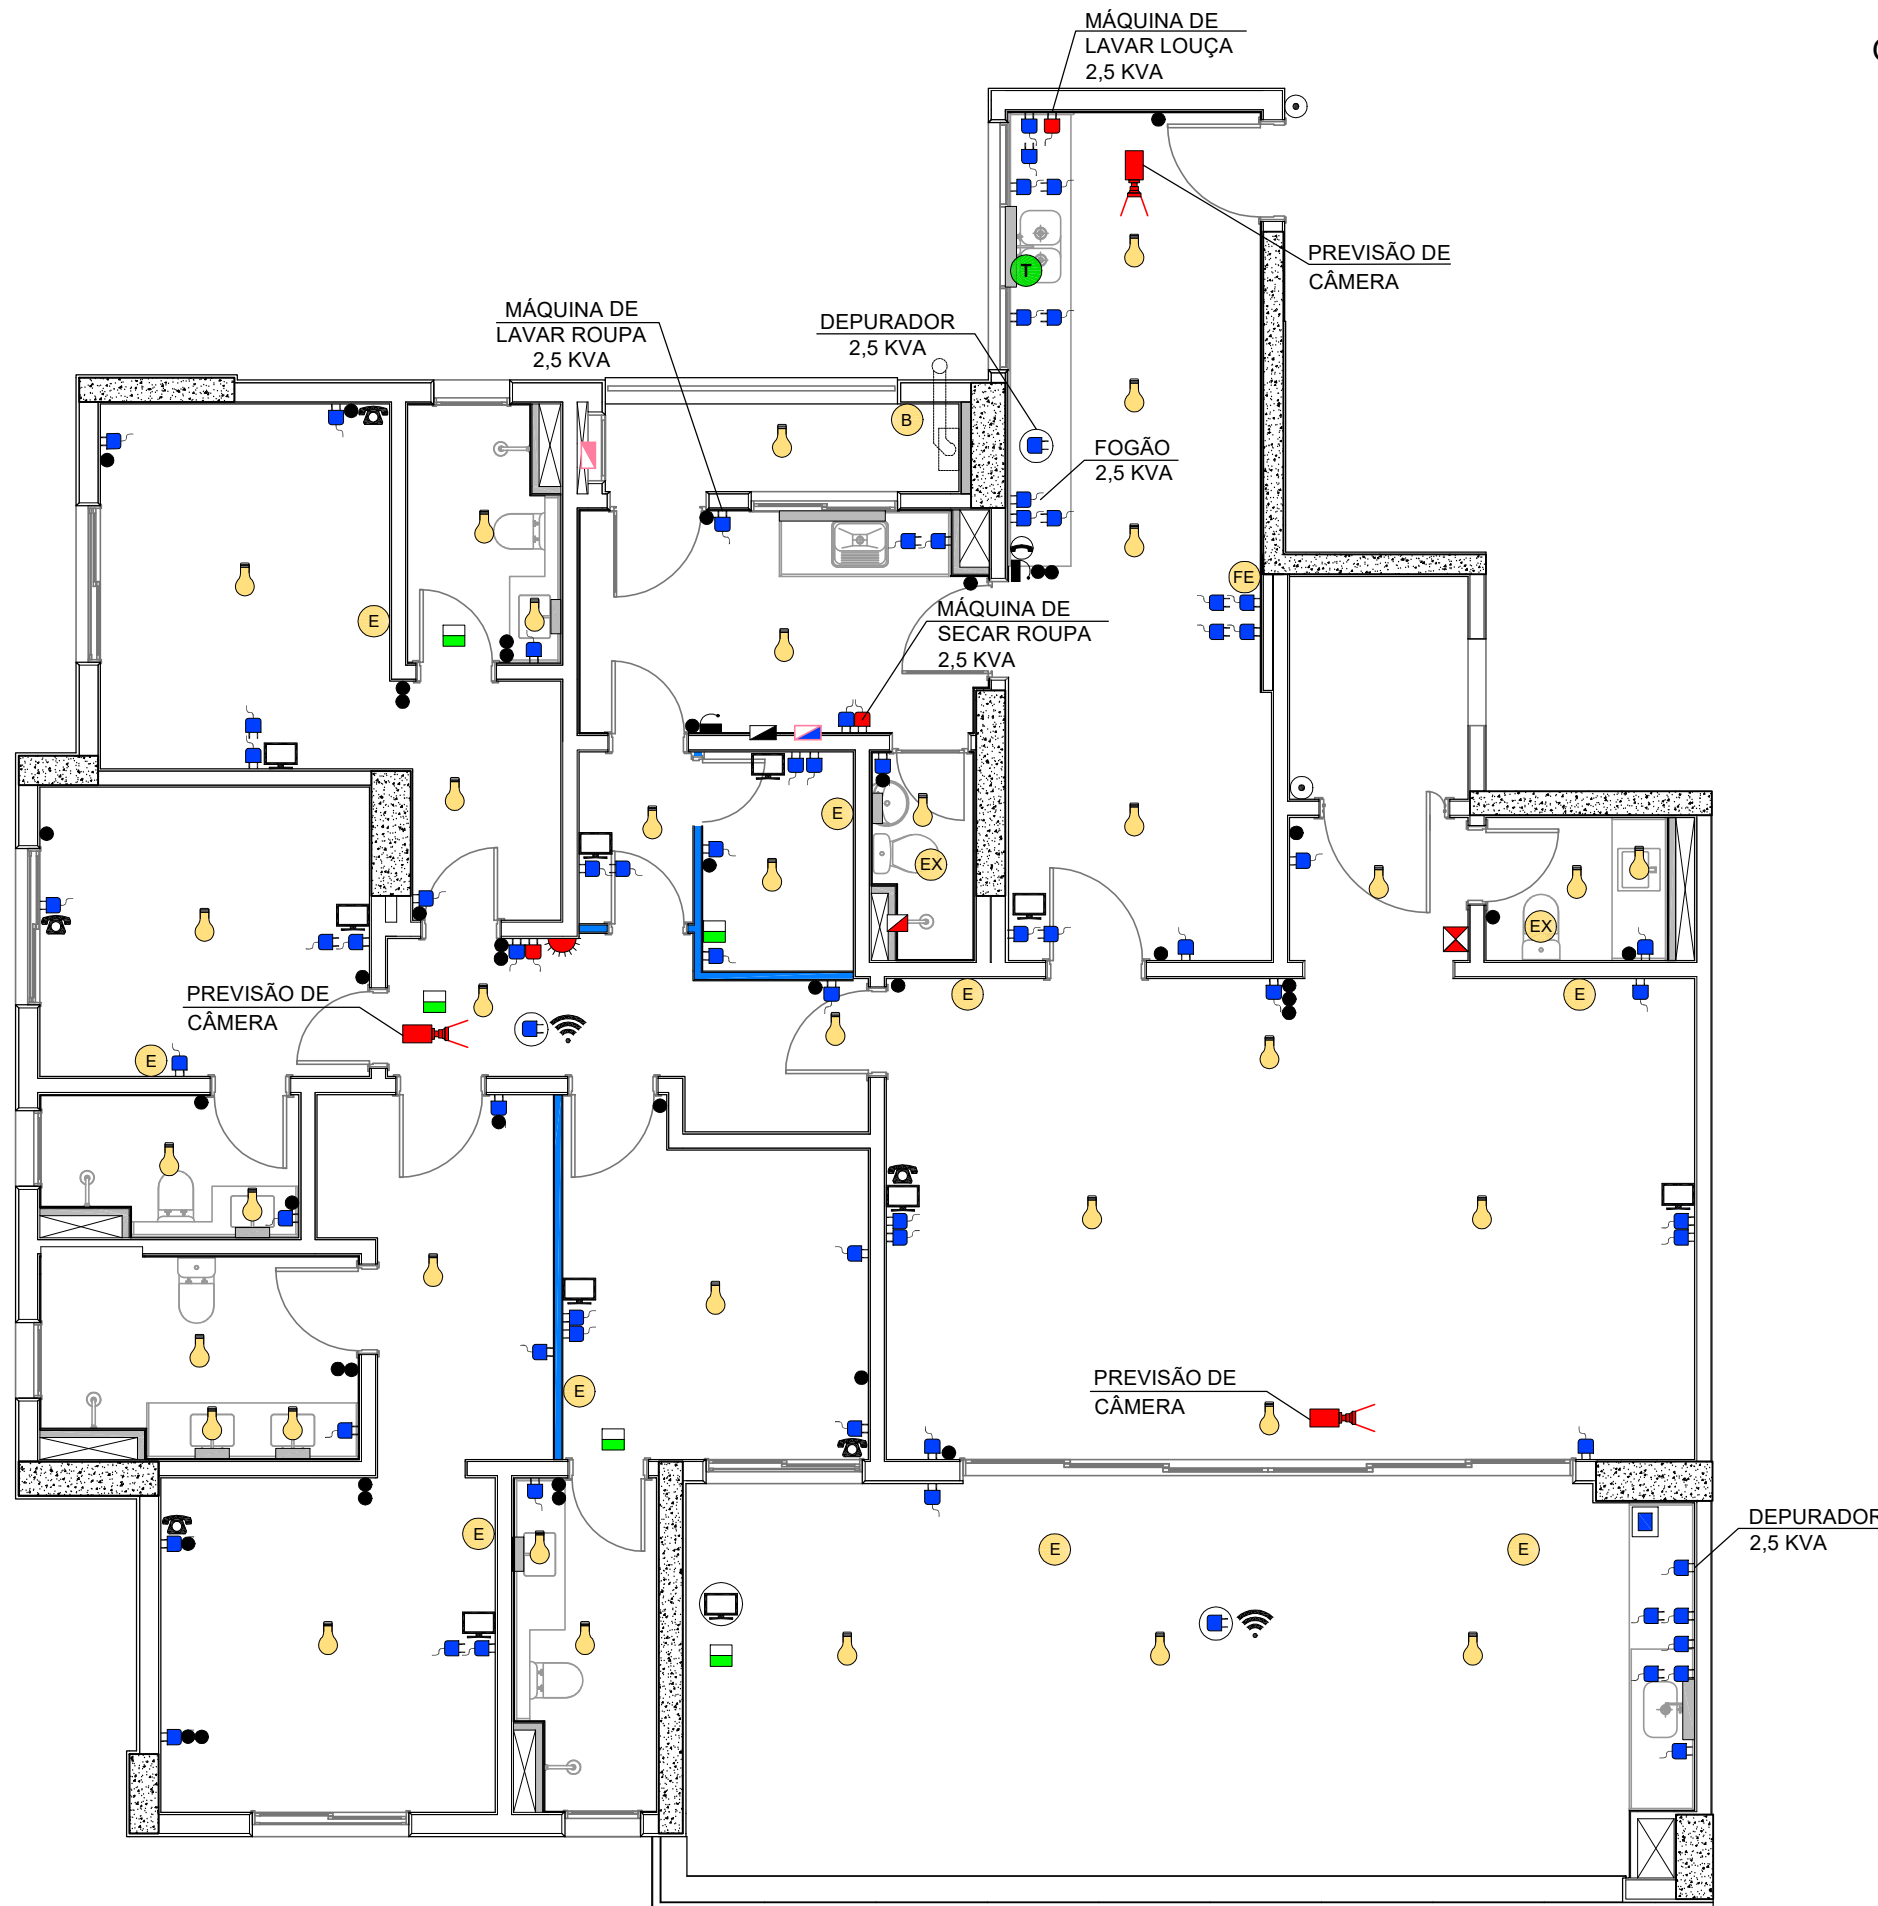 MÁQUINA DE
LAVAR LOUÇA
2,5 KVA
PREVISÃO DE
CÂMERA
T
MÁQUINA DE
LAVAR ROUPA
2,5 KVA
DEPURADOR
2,5 KVA
B
FOGÃO
2,5 KVA
FE
E
MÁQUINA DE
SECAR ROUPA
2,5 KVA
E
EX
EX
PREVISÃO DE
CÂMERA
E
E
E
PREVISÃO DE
CÂMERA
E
E
E
E
DEPURADOR
2,5 KVA